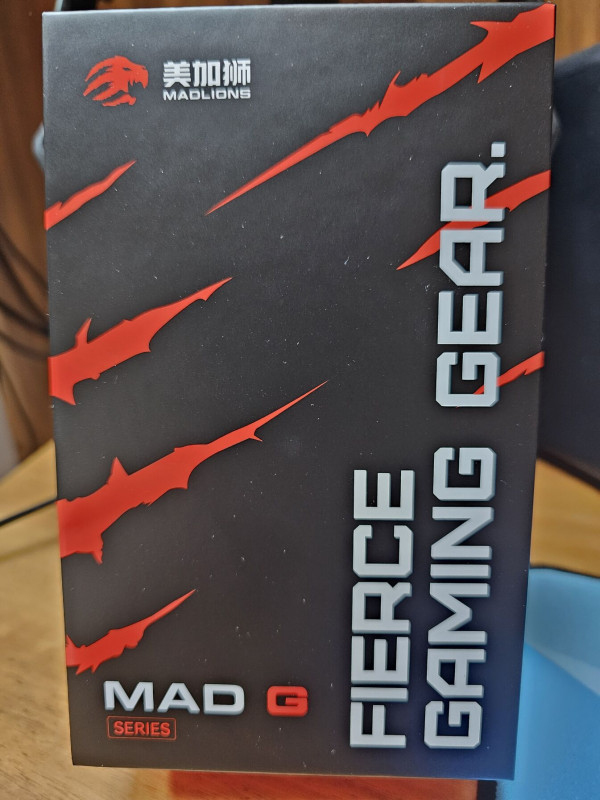 美加狮
MADLIONS
FIERCE
GAMING GEAR.
MAD G
SERIES